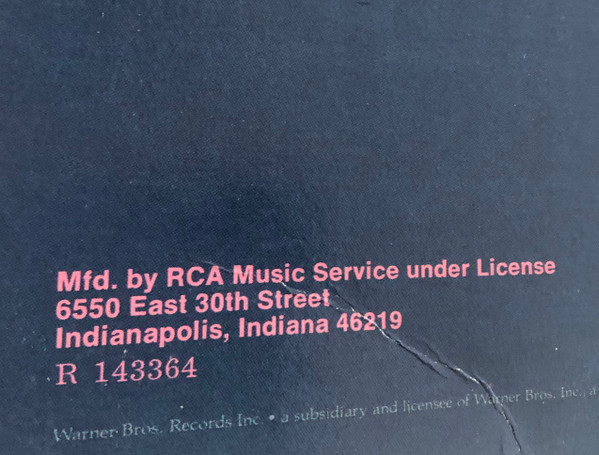 Mfd. by RCA Music Service under License
6550 East 30th Street
Indianapolis, Indiana 46219
R 143364
Warner Bros. Records Inc. • a subsidiary and licensee of Warner Bros. Inc., a